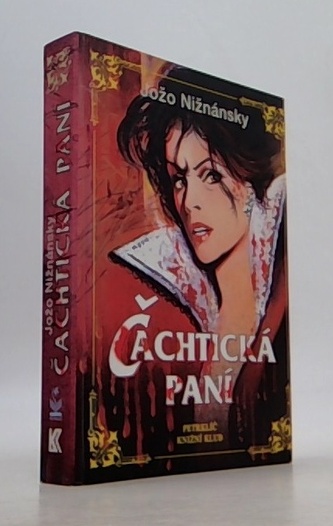 Jožo Nižnánsky
ČACHTICKÁ
PANÍ
PETRKLÍČ
KNIŽNÍ KLUB
Jožo Nižnánsky
ČACHTICKÁ PANÍ
K